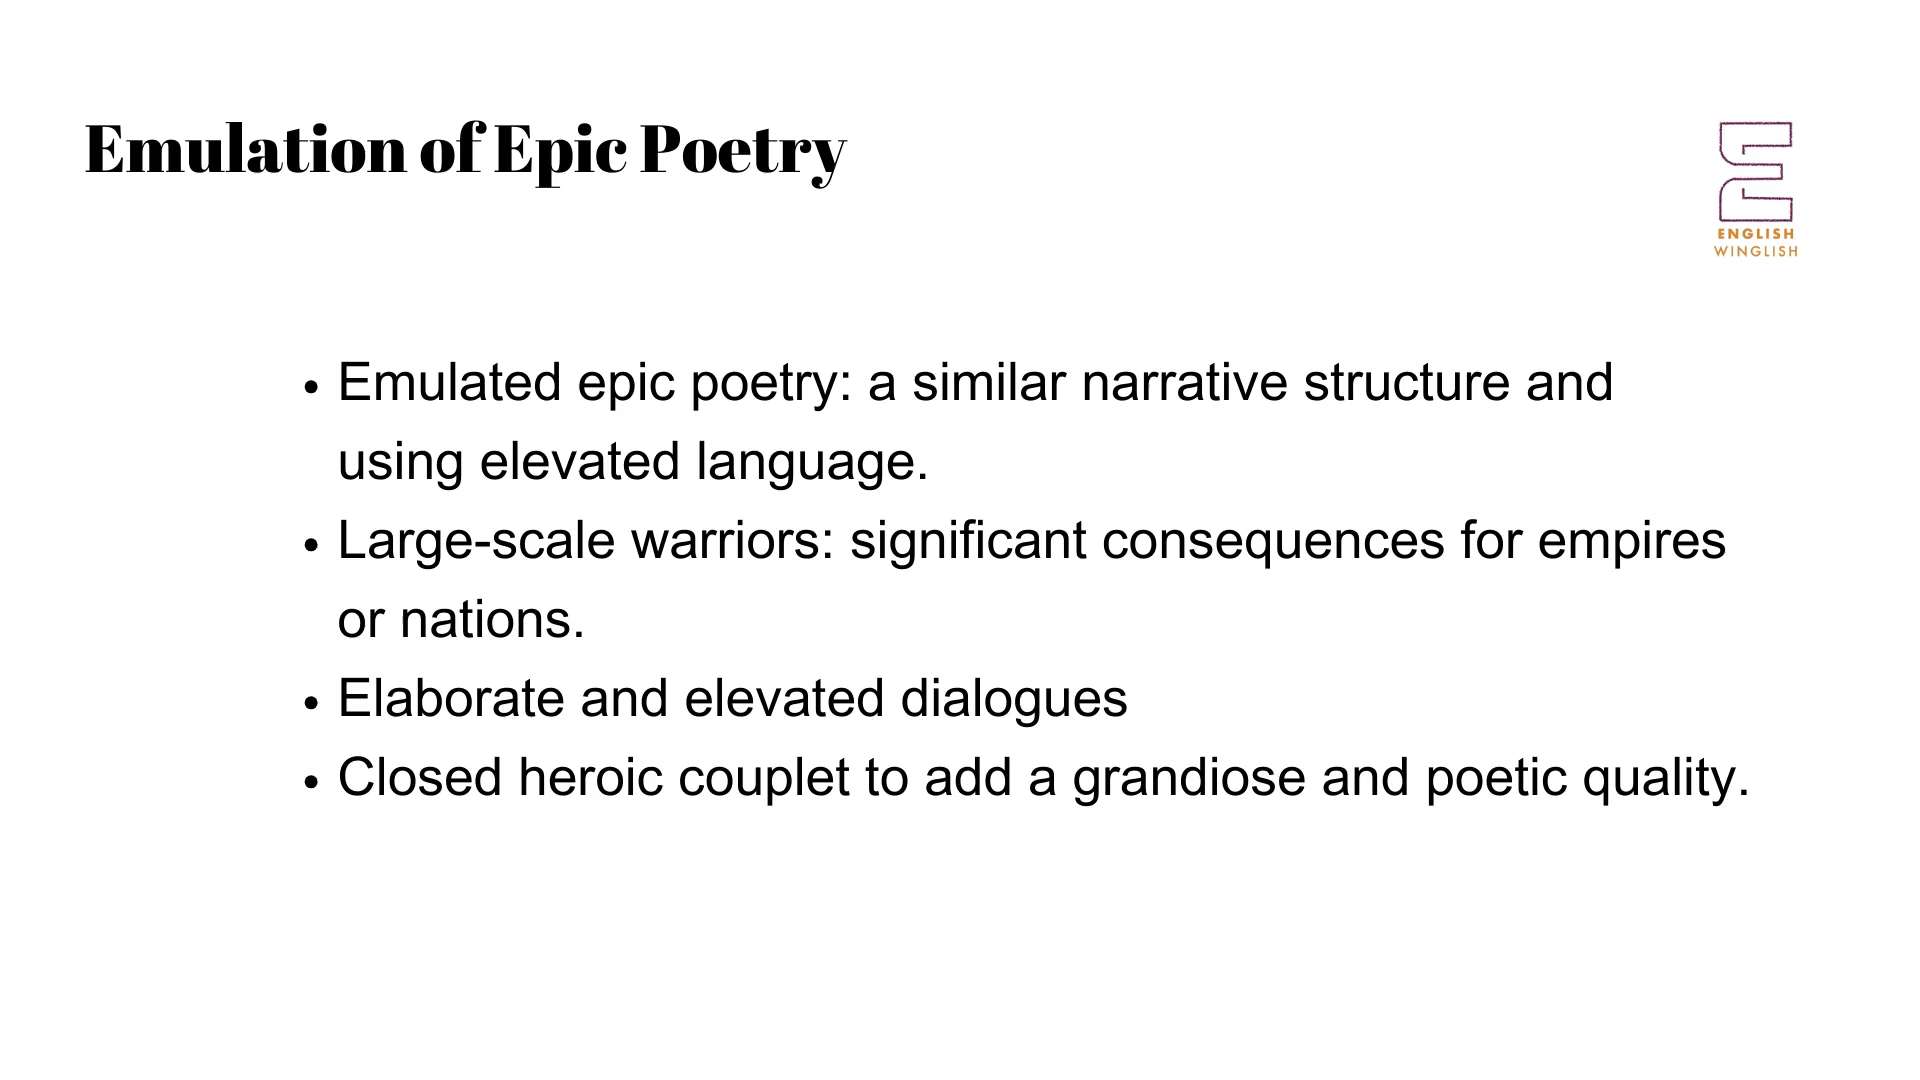 Emulation of Epic Poetry
ENGLISH
WINGLISH
• Emulated epic poetry: a similar narrative structure and
using elevated language.
• Large-scale warriors: significant consequences for empires
or nations.
• Elaborate and elevated dialogues
• Closed heroic couplet to add a grandiose and poetic quality.